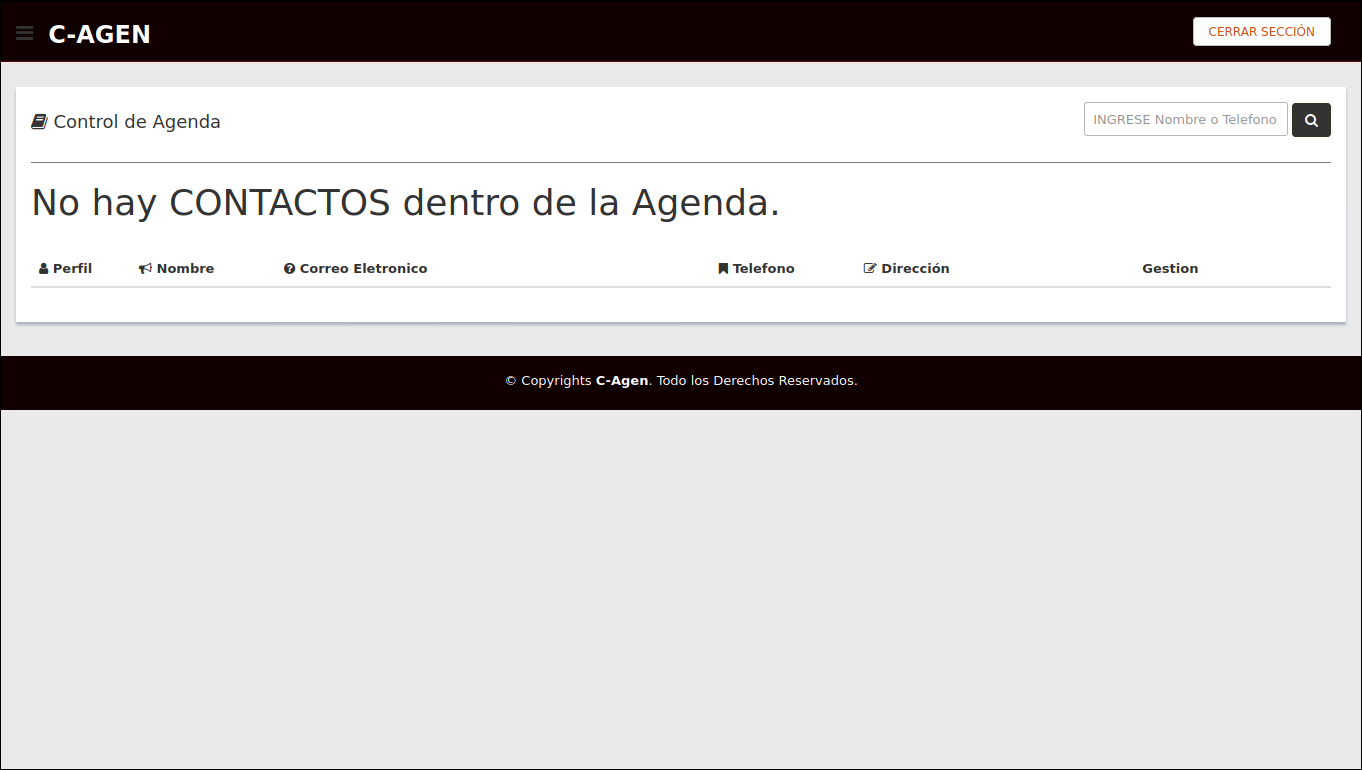 C-AGEN
CERRAR SECCIÓN
Control de Agenda
INGRESE Nombre o Telefono
No hay CONTACTOS dentro de la Agenda.
Perfil Nombre Correo Eletronico Telefono Dirección Gestion
© Copyrights C-Agen. Todo los Derechos Reservados.